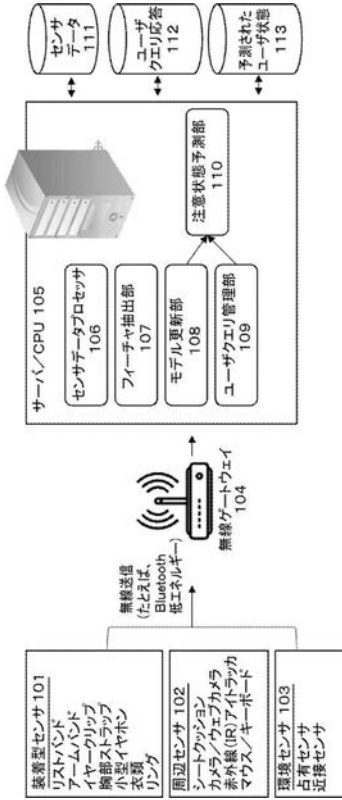 装着型センサ 101
リストバンド
アームバンド
イヤークリップ
胸部ストラップ
小型イヤホン
衣類
リング
周辺センサ 102
シートクッション
カメラ/ウェブカメラ
赤外線(IR)アイトラッカ
マウス/キーボード
環境センサ 103
占有センサ
近接センサ
無線送信
(たとえば、
Bluetooth
低エネルギー)
無線ゲートウェイ
104
サーバ/CPU 105
センサデータプロセッサ
106
フィーチャ抽出部
107
モデル更新部
108
ユーザクエリ管理部
109
注意状態予測部
110
センサ
データ
111
ユーザ
クエリ応答
112
予測された
ユーザ状態
113